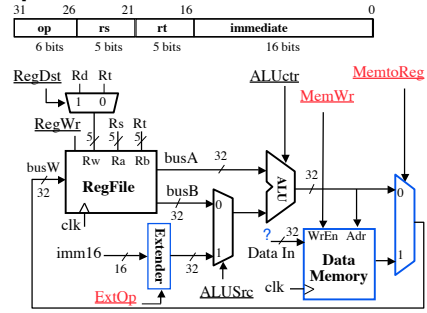 31 26 21 16 0
op rs rt immediate
6 bits 5 bits 5 bits 16 bits
RegDst Rd Rt ALUctr MemtoReg
1 0
MemWr
RegWr Rs Rt
5 5 5
busW Rw Ra Rb busA 32 32 0
32 RegFile busB ALU
clk 32 0
? 32 WrEn Adr
imm16 Extender 1 Data In 1
16 32 Data Memory
ExtOp ALUSrc clk